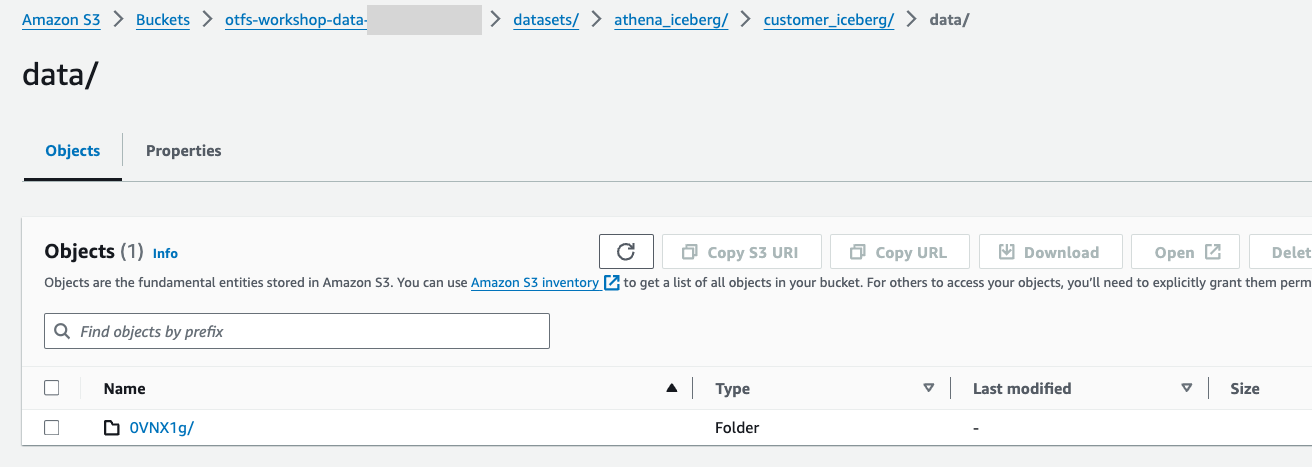 Amazon S3 > Buckets > otfs-workshop-data- > datasets/ > athena_iceberg/ > customer_iceberg/ > data/
data/
Objects Properties
Objects (1) Info Copy S3 URI Copy URL Download Open Delet
Objects are the fundamental entities stored in Amazon S3. You can use Amazon S3 inventory to get a list of all objects in your bucket. For others to access your objects, you'll need to explicitly grant them perm
Find objects by prefix
Name Type Last modified Size
0VNX1g/ Folder -